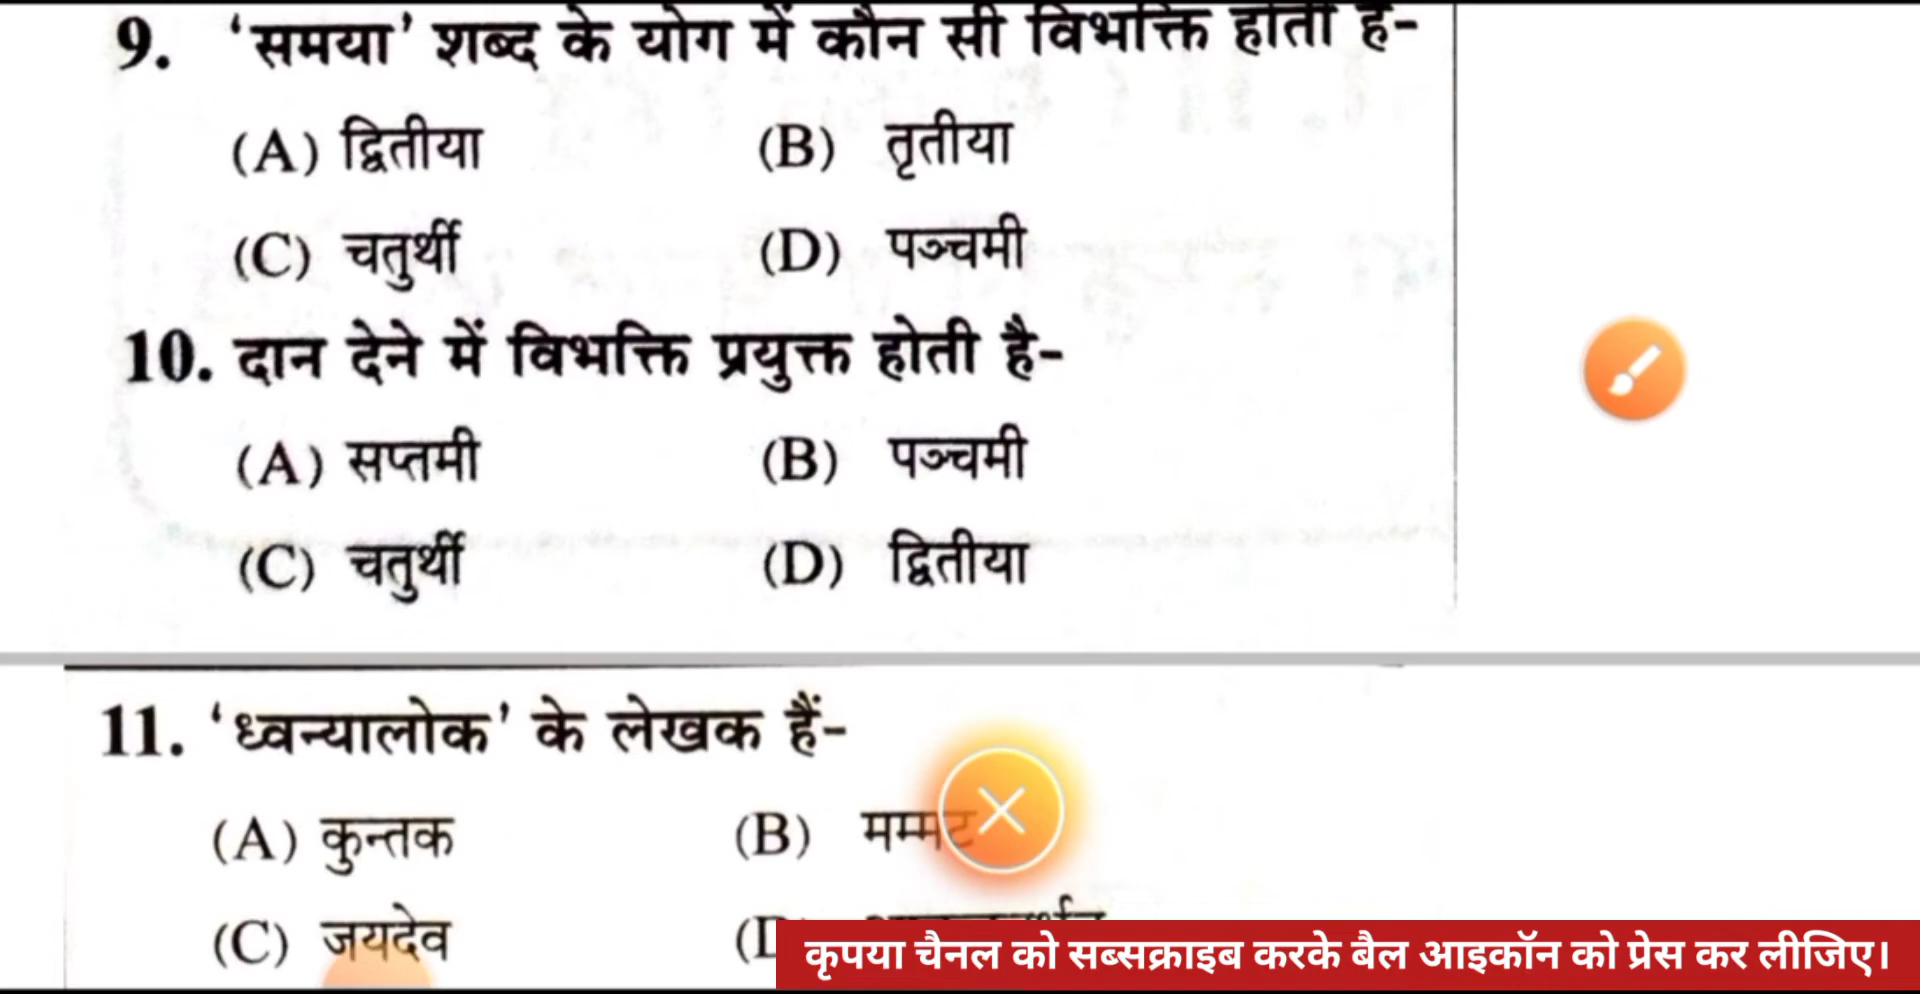 9. 'समया' शब्द के योग में कौन सी विभक्ति होती है-
(A) द्वितीया (B) तृतीया
(C) चतुर्थी (D) पञ्चमी
10. दान देने में विभक्ति प्रयुक्त होती है-
(A) सप्तमी (B) पञ्चमी
(C) चतुर्थी (D) द्वितीया
11. 'ध्वन्यालोक' के लेखक हैं-
(A) कुन्तक (B) मम्मट
(C) जयदेव
कृपया चैनल को सब्सक्राइब करके बैल आइकॉन को प्रेस कर लीजिए।